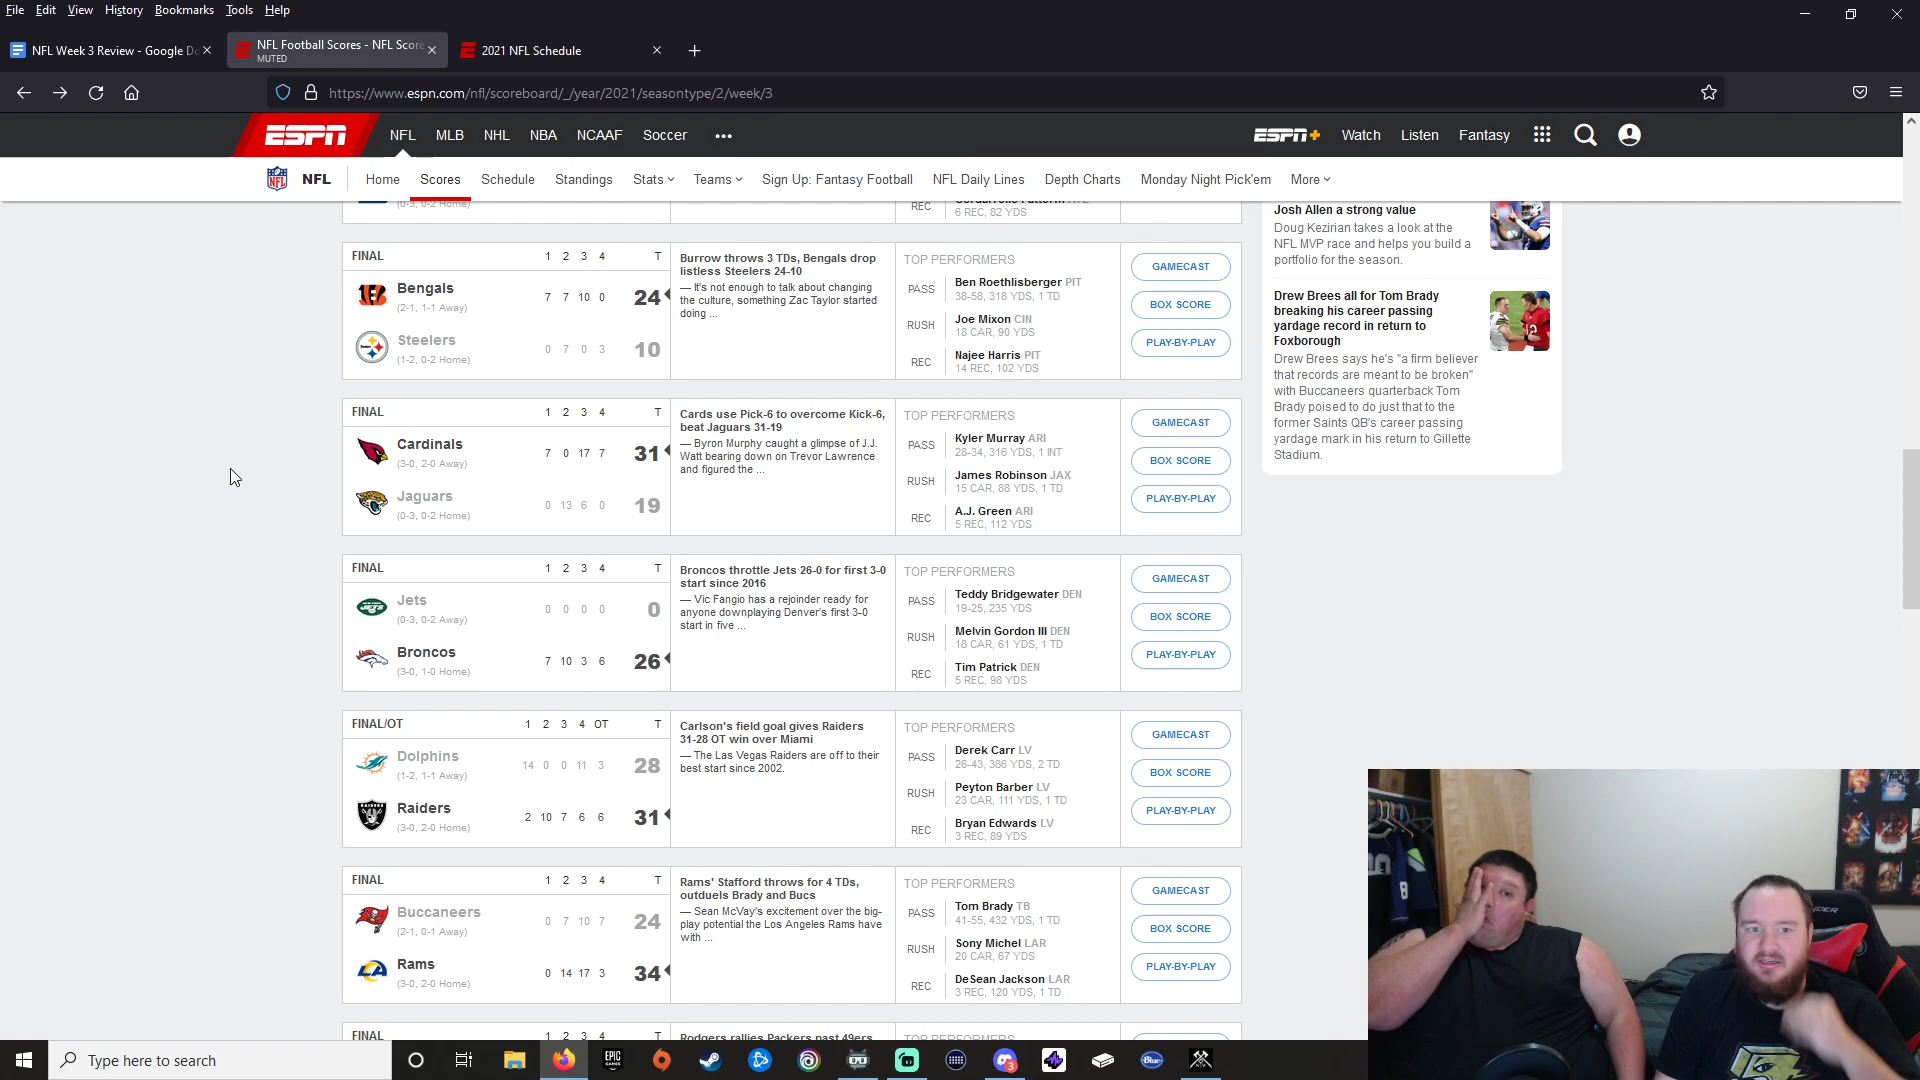 File Edit View History Bookmarks Tools Help
NFL Week 3 Review - Google Do
NFL Football Scores - NFL Score
MUTED
2021 NFL Schedule
https://www.espn.com/nfl/scoreboard/_/year/2021/seasontype/2/week/3
ESPN NFL MLB NHL NBA NCAAF Soccer ESPN+ Watch Listen Fantasy
NFL Home Scores Schedule Standings Stats Teams Sign Up: Fantasy Football NFL Daily Lines Depth Charts Monday Night Pick'em More
(0-3, 0-2 Home)
REC
6 REC, 82 YDS
FINAL 1 2 3 4 T
Bengals 7 7 10 0 24
(2-1, 1-1 Away)
Steelers 0 7 0 3 10
(1-2, 0-2 Home)
Burrow throws 3 TDs, Bengals drop
listless Steelers 24-10
— It's not enough to talk about changing
the culture, something Zac Taylor started
doing ...
TOP PERFORMERS
PASS Ben Roethlisberger PIT
38-58, 318 YDS, 1 TD
RUSH Joe Mixon CIN
18 CAR, 90 YDS
REC Najee Harris PIT
14 REC, 102 YDS
GAMECAST
BOX SCORE
PLAY-BY-PLAY
FINAL 1 2 3 4 T
Cardinals 7 0 17 7 31
(3-0, 2-0 Away)
Jaguars 0 13 6 0 19
(0-3, 0-2 Home)
Cards use Pick-6 to overcome Kick-6,
beat Jaguars 31-19
— Byron Murphy caught a glimpse of J.J.
Watt bearing down on Trevor Lawrence
and figured the ...
TOP PERFORMERS
PASS Kyler Murray ARI
28-34, 316 YDS, 1 INT
RUSH James Robinson JAX
15 CAR, 88 YDS, 1 TD
REC A.J. Green ARI
5 REC, 112 YDS
GAMECAST
BOX SCORE
PLAY-BY-PLAY
FINAL 1 2 3 4 T
Jets 0 0 0 0 0
(0-3, 0-2 Away)
Broncos 7 10 3 6 26
(3-0, 1-0 Home)
Broncos throttle Jets 26-0 for first 3-0
start since 2016
— Vic Fangio has a rejoinder ready for
anyone downplaying Denver's first 3-0
start in five ...
TOP PERFORMERS
PASS Teddy Bridgewater DEN
19-25, 235 YDS
RUSH Melvin Gordon III DEN
18 CAR, 61 YDS, 1 TD
REC Tim Patrick DEN
5 REC, 98 YDS
GAMECAST
BOX SCORE
PLAY-BY-PLAY
FINAL/OT 1 2 3 4 OT T
Dolphins 14 0 0 11 3 28
(1-2, 1-1 Away)
Raiders 2 10 7 6 6 31
(3-0, 2-0 Home)
Carlson's field goal gives Raiders
31-28 OT win over Miami
— The Las Vegas Raiders are off to their
best start since 2002.
TOP PERFORMERS
PASS Derek Carr LV
26-43, 386 YDS, 2 TD
RUSH Peyton Barber LV
23 CAR, 111 YDS, 1 TD
REC Bryan Edwards LV
3 REC, 89 YDS
GAMECAST
BOX SCORE
PLAY-BY-PLAY
FINAL 1 2 3 4 T
Buccaneers 0 7 10 7 24
(2-1, 0-1 Away)
Rams 0 14 17 3 34
(3-0, 2-0 Home)
Rams' Stafford throws for 4 TDs,
outduels Brady and Bucs
— Sean McVay's excitement over the big-
play potential the Los Angeles Rams have
with ...
TOP PERFORMERS
PASS Tom Brady TB
41-55, 432 YDS, 1 TD
RUSH Sony Michel LAR
20 CAR, 67 YDS
REC DeSean Jackson LAR
3 REC, 120 YDS, 1 TD
GAMECAST
BOX SCORE
PLAY-BY-PLAY
FINAL 1 2 3 4 T
Rodgers rallies Packers past 49ers
TOP PERFORMERS
Josh Allen a strong value
Doug Kezirian takes a look at the
NFL MVP race and helps you build a
portfolio for the season.
Drew Brees all for Tom Brady
breaking his career passing
yardage record in return to
Foxborough
Drew Brees says he's "a firm believer
that records are meant to be broken"
with Buccaneers quarterback Tom
Brady poised to do just that to the
former Saints QB's career passing
yardage mark in his return to Gillette
Stadium.
Type here to search
EPIC
GAMES
3
Blue
8